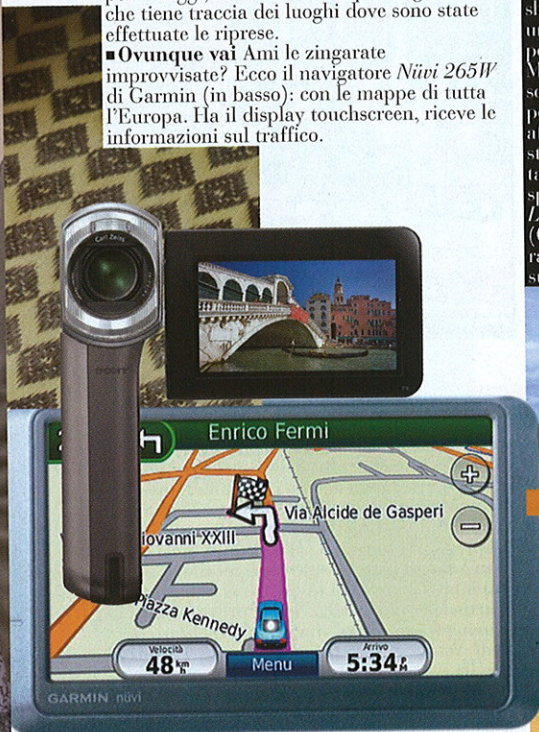 che tiene traccia dei luoghi dove sono state
effettuate le riprese.
■Ovunque vai Ami le zingarate
improvvisate? Ecco il navigatore Nüvi 265W
di Garmin (in basso): con le mappe di tutta
l'Europa. Ha il display touchscreen, riceve le
informazioni sul traffico.
Carl Zeiss
SONY
Enrico Fermi
Via Alcide de Gasperi
iovanni XXIII
Piazza Kennedy
Velocità
48 km h
Menu
Arrivo
5:34 PM
GARMIN nüvi